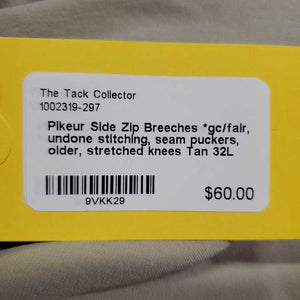 The Tack Collector
1002319-297
Pikeur Side Zip Breeches *gc/fair,
undone stitching, seam puckers,
older, stretched knees Tan 32L
$60.00
9VKK29